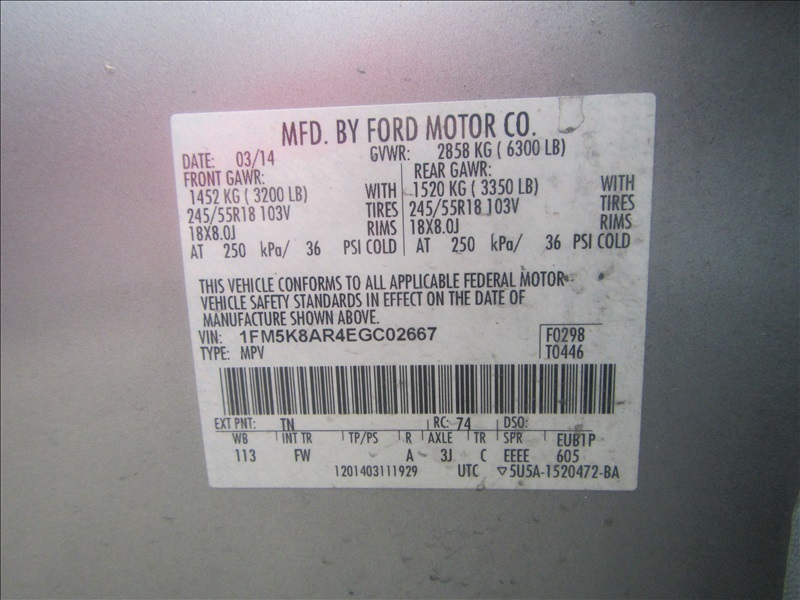 MFD. BY FORD MOTOR CO.
DATE: 03/14 GVWR: 2858 KG ( 6300 LB)
FRONT GAWR: REAR GAWR:
1452 KG ( 3200 LB) WITH 1520 KG ( 3350 LB) WITH
245/55R18 103V TIRES 245/55R18 103V TIRES
18X8.0J RIMS 18X8.0J RIMS
AT 250 kPa/ 36 PSI COLD AT 250 kPa/ 36 PSI COLD
THIS VEHICLE CONFORMS TO ALL APPLICABLE FEDERAL MOTOR
VEHICLE SAFETY STANDARDS IN EFFECT ON THE DATE OF
MANUFACTURE SHOWN ABOVE.
VIN: 1FM5K8AR4EGC02667 F0298
TYPE: MPV T0446
EXT PNT: TN RC: 74 DSO:
WB INT TR TP/PS R AXLE TR SPR EUB1P
113 FW A 3J C EEEE 605
1201403111929 UTC ▽5U5A-1520472-BA